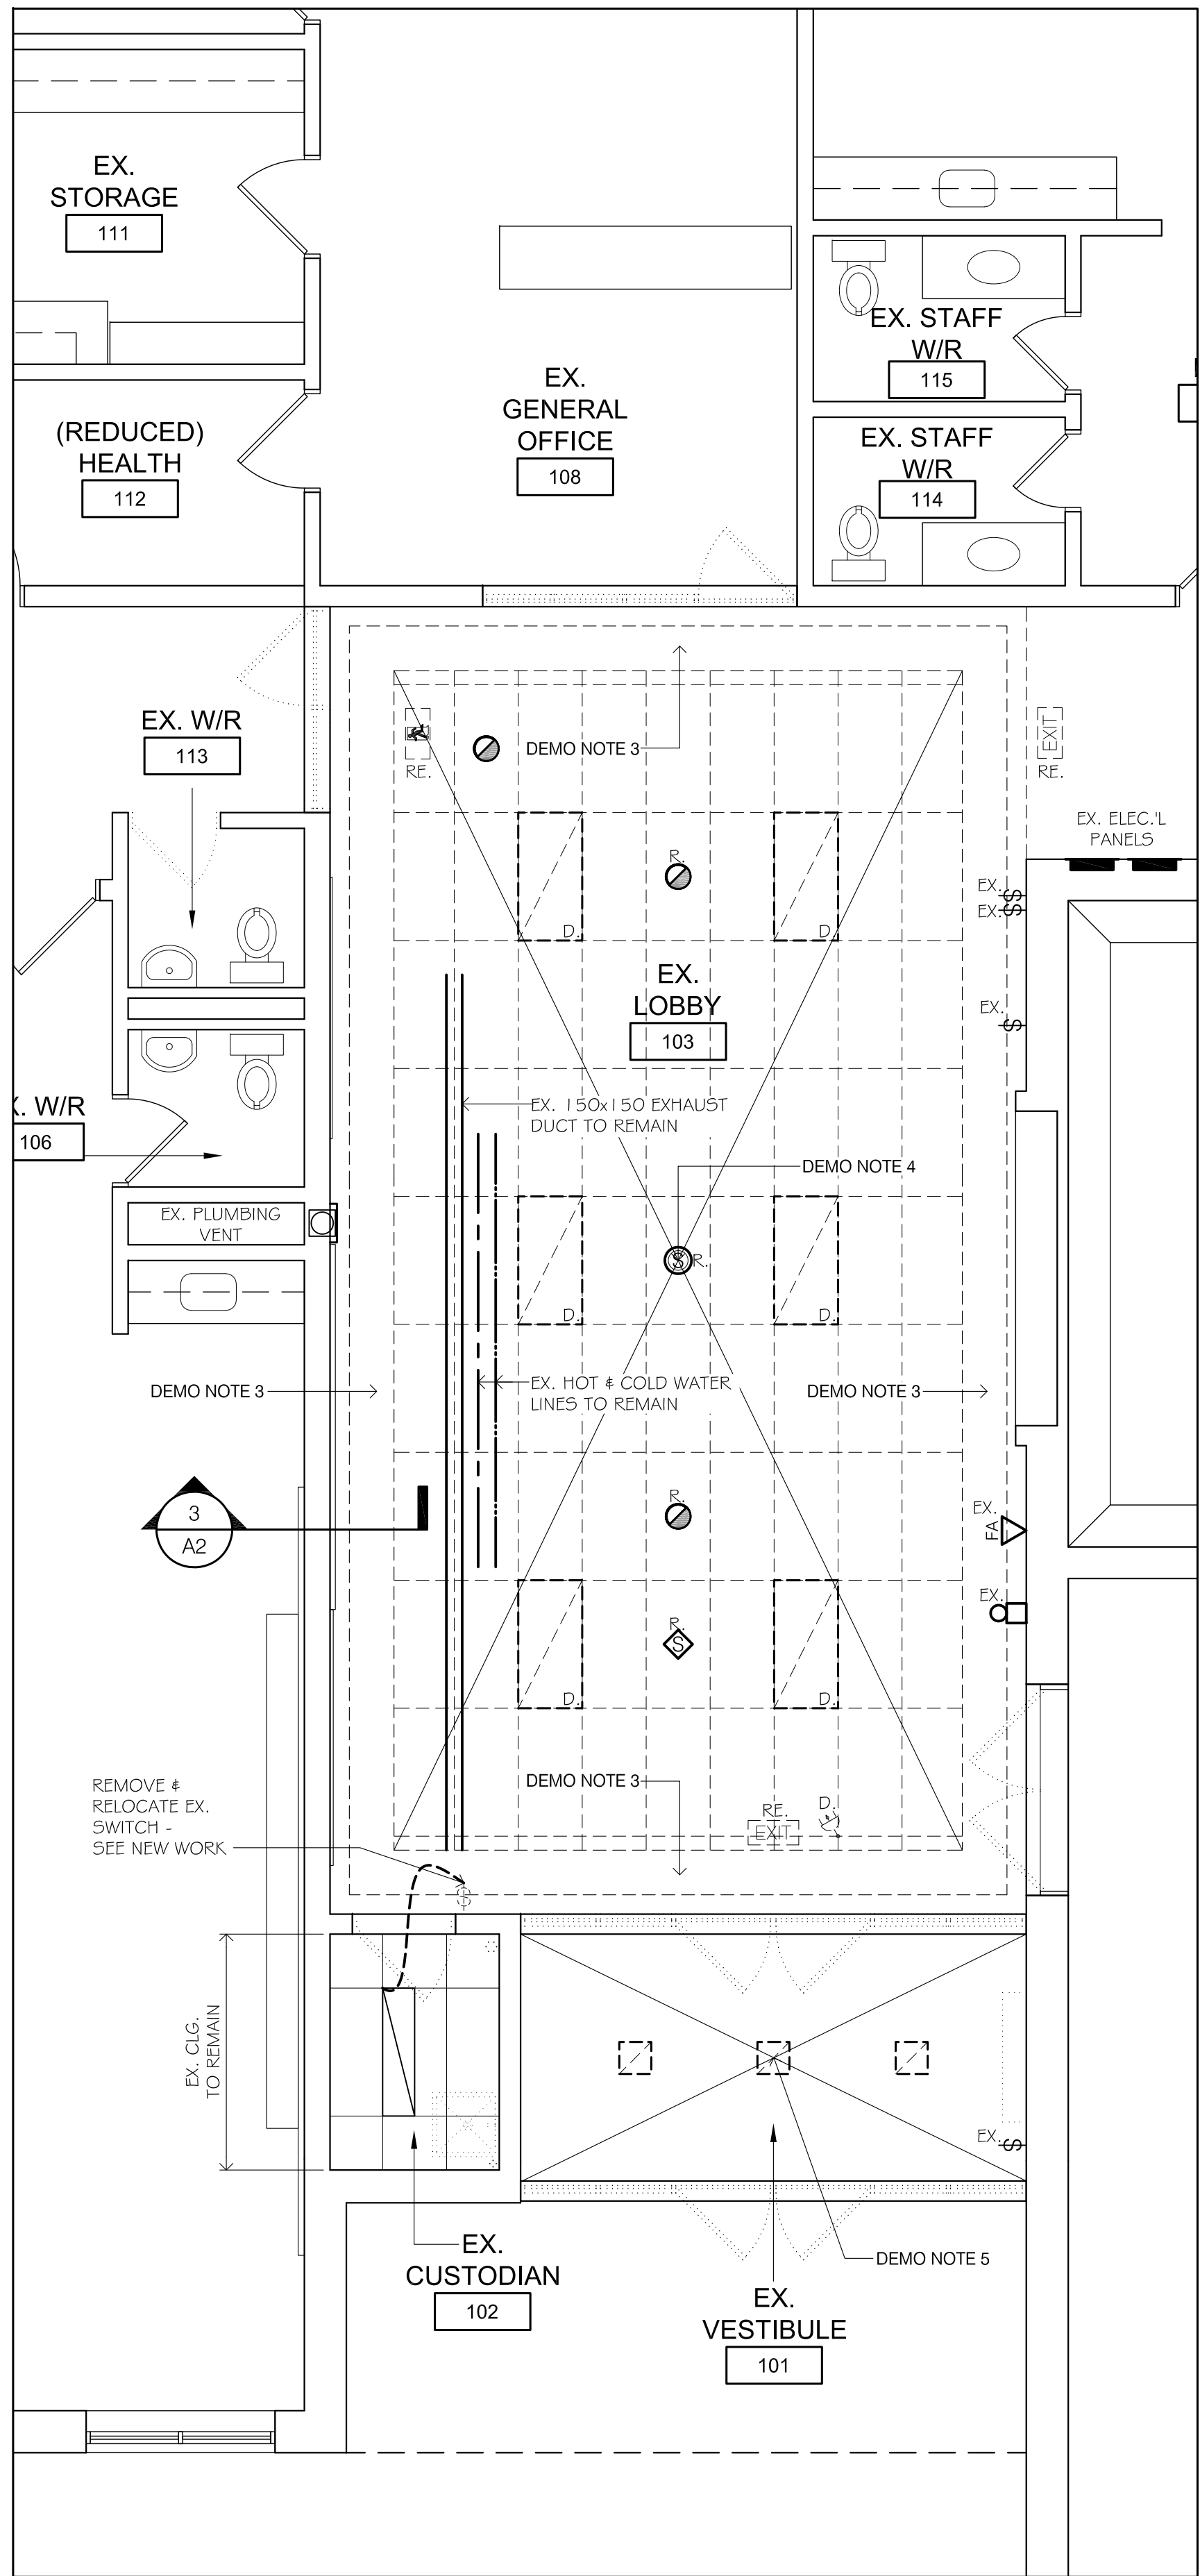 EX.
STORAGE
111
(REDUCED)
HEALTH
112
EX.
GENERAL
OFFICE
108
EX. STAFF
W/R
115
EX. STAFF
W/R
114
EX. W/R
113
RE.
DEMO NOTE 3
EXIT
RE.
EX. ELEC.'L
PANELS
R.
D.
D.
EX.
S
EX.
S
EX.
LOBBY
103
EX.
S
EX. 150x150 EXHAUST
DUCT TO REMAIN
W/R
106
DEMO NOTE 4
EX. PLUMBING
VENT
S
R.
D.
D.
DEMO NOTE 3
EX. HOT & COLD WATER
LINES TO REMAIN
DEMO NOTE 3
3
A2
R.
EX.
FA
EX.
R.
S
D.
D.
REMOVE &
RELOCATE EX.
SWITCH -
SEE NEW WORK
DEMO NOTE 3
RE.
EXIT
D.
EX. CLG.
TO REMAIN
EX.
S
EX.
CUSTODIAN
102
DEMO NOTE 5
EX.
VESTIBULE
101